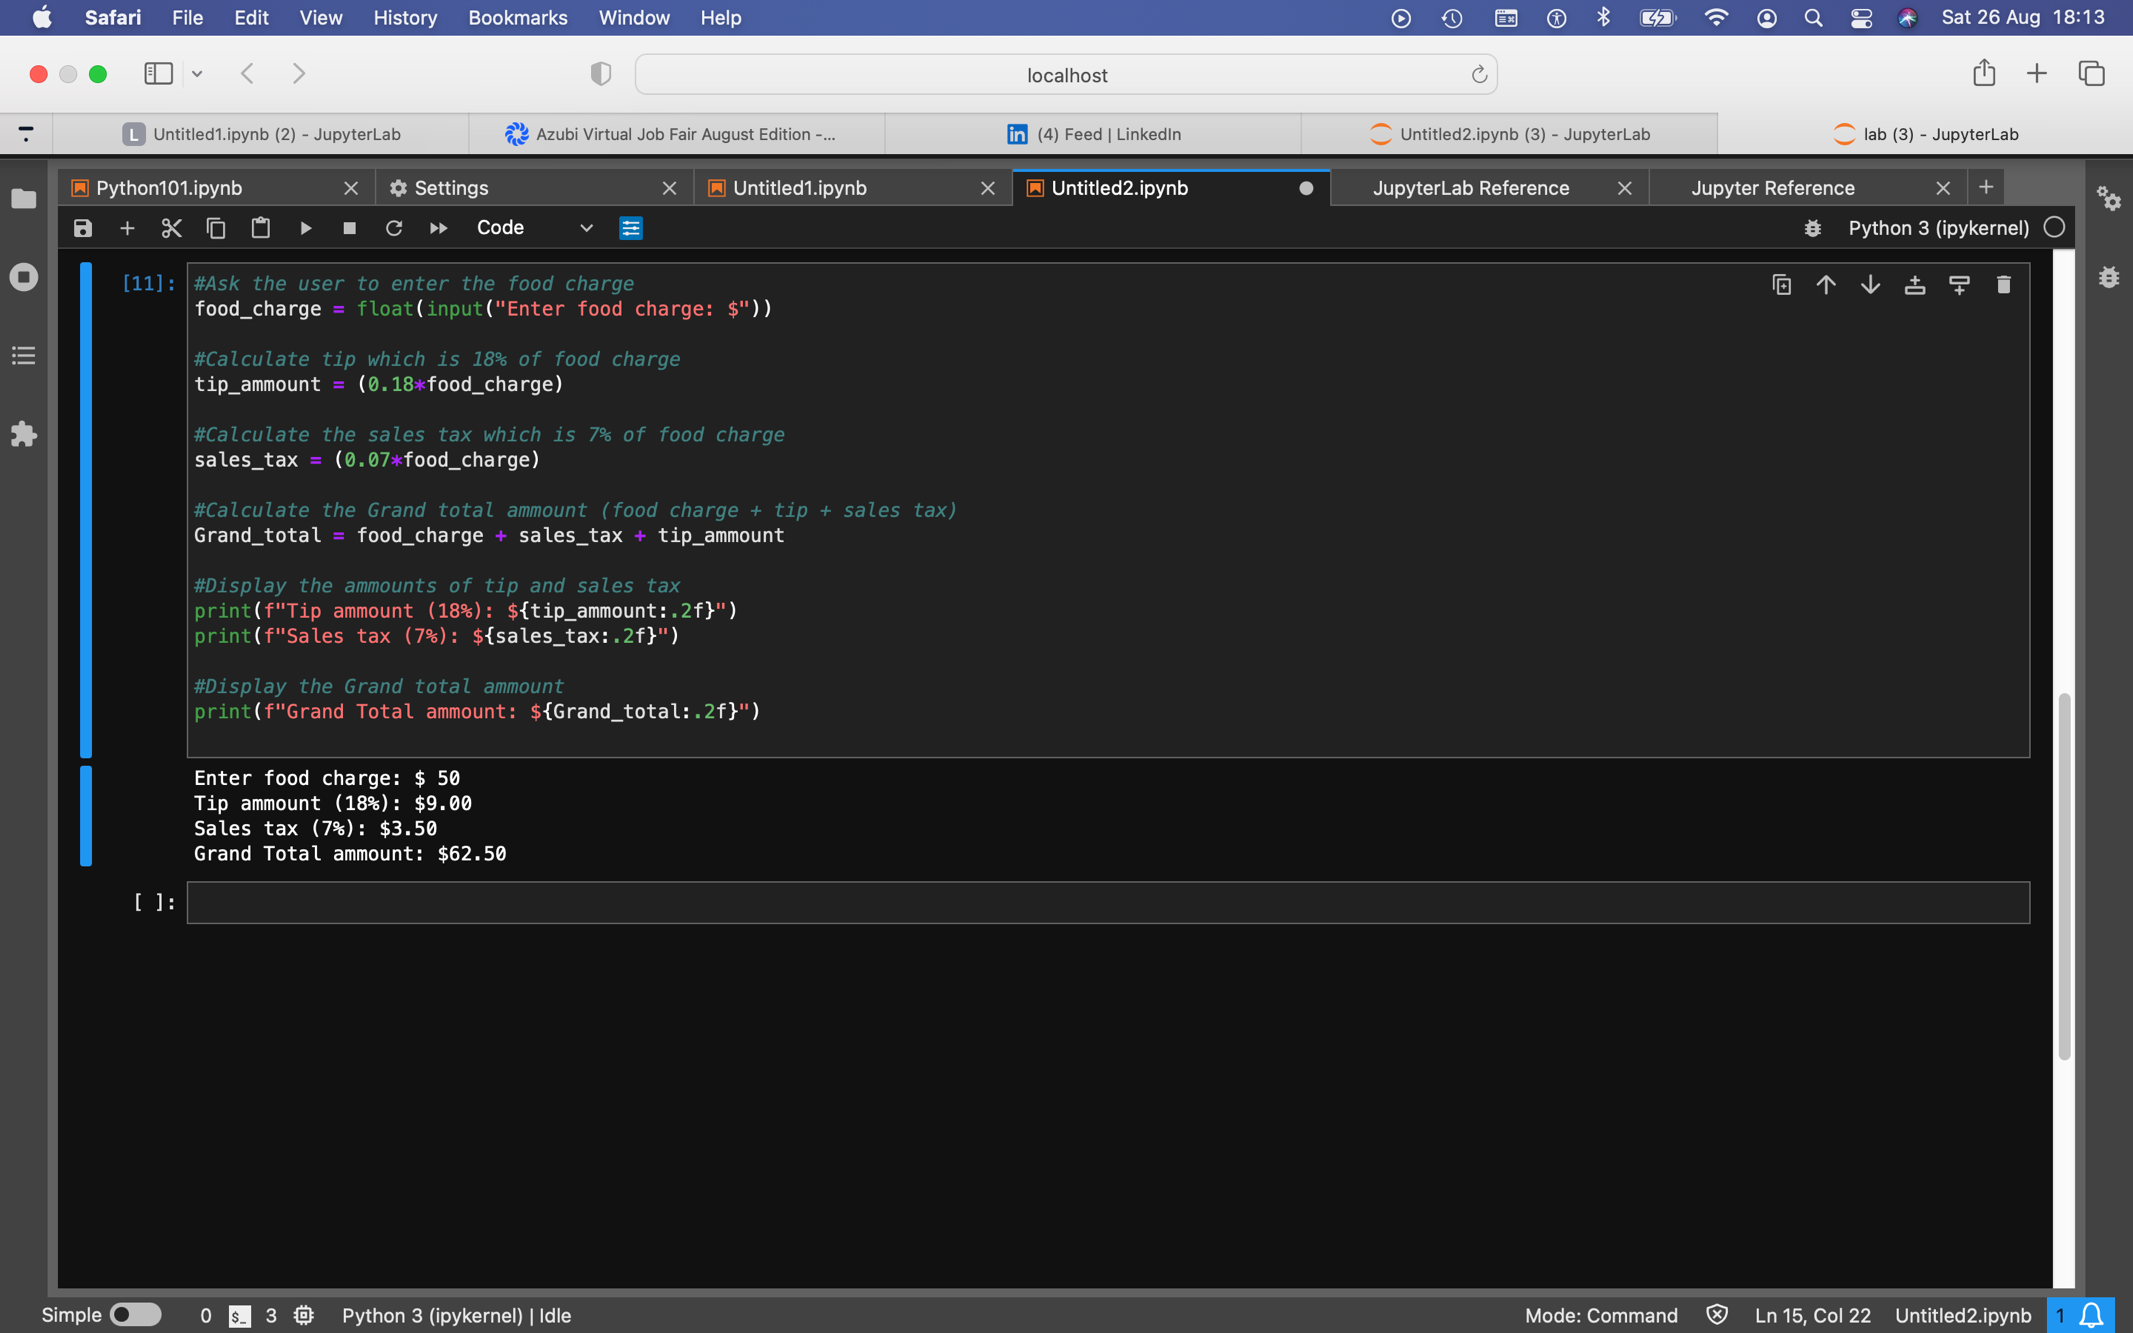 Safari File Edit View History Bookmarks Window Help Sat 26 Aug 18:13
localhost
L Untitled1.ipynb (2) - JupyterLab
Azubi Virtual Job Fair August Edition -...
in (4) Feed | LinkedIn
Untitled2.ipynb (3) - JupyterLab
lab (3) - JupyterLab
Python101.ipynb
Settings
Untitled1.ipynb
Untitled2.ipynb
JupyterLab Reference
Jupyter Reference
Code
Python 3 (ipykernel)
[11]:
#Ask the user to enter the food charge
food_charge = float(input("Enter food charge: $"))
#Calculate tip which is 18% of food charge
tip_ammount = (0.18*food_charge)
#Calculate the sales tax which is 7% of food charge
sales_tax = (0.07*food_charge)
#Calculate the Grand total ammount (food charge + tip + sales tax)
Grand_total = food_charge + sales_tax + tip_ammount
#Display the ammounts of tip and sales tax
print(f"Tip ammount (18%): ${tip_ammount:.2f}")
print(f"Sales tax (7%): ${sales_tax:.2f}")
#Display the Grand total ammount
print(f"Grand Total ammount: ${Grand_total:.2f}")
Enter food charge: $ 50
Tip ammount (18%): $9.00
Sales tax (7%): $3.50
Grand Total ammount: $62.50
[ ]:
Simple 0 $_ 3 Python 3 (ipykernel) | Idle Mode: Command Ln 15, Col 22 Untitled2.ipynb 1